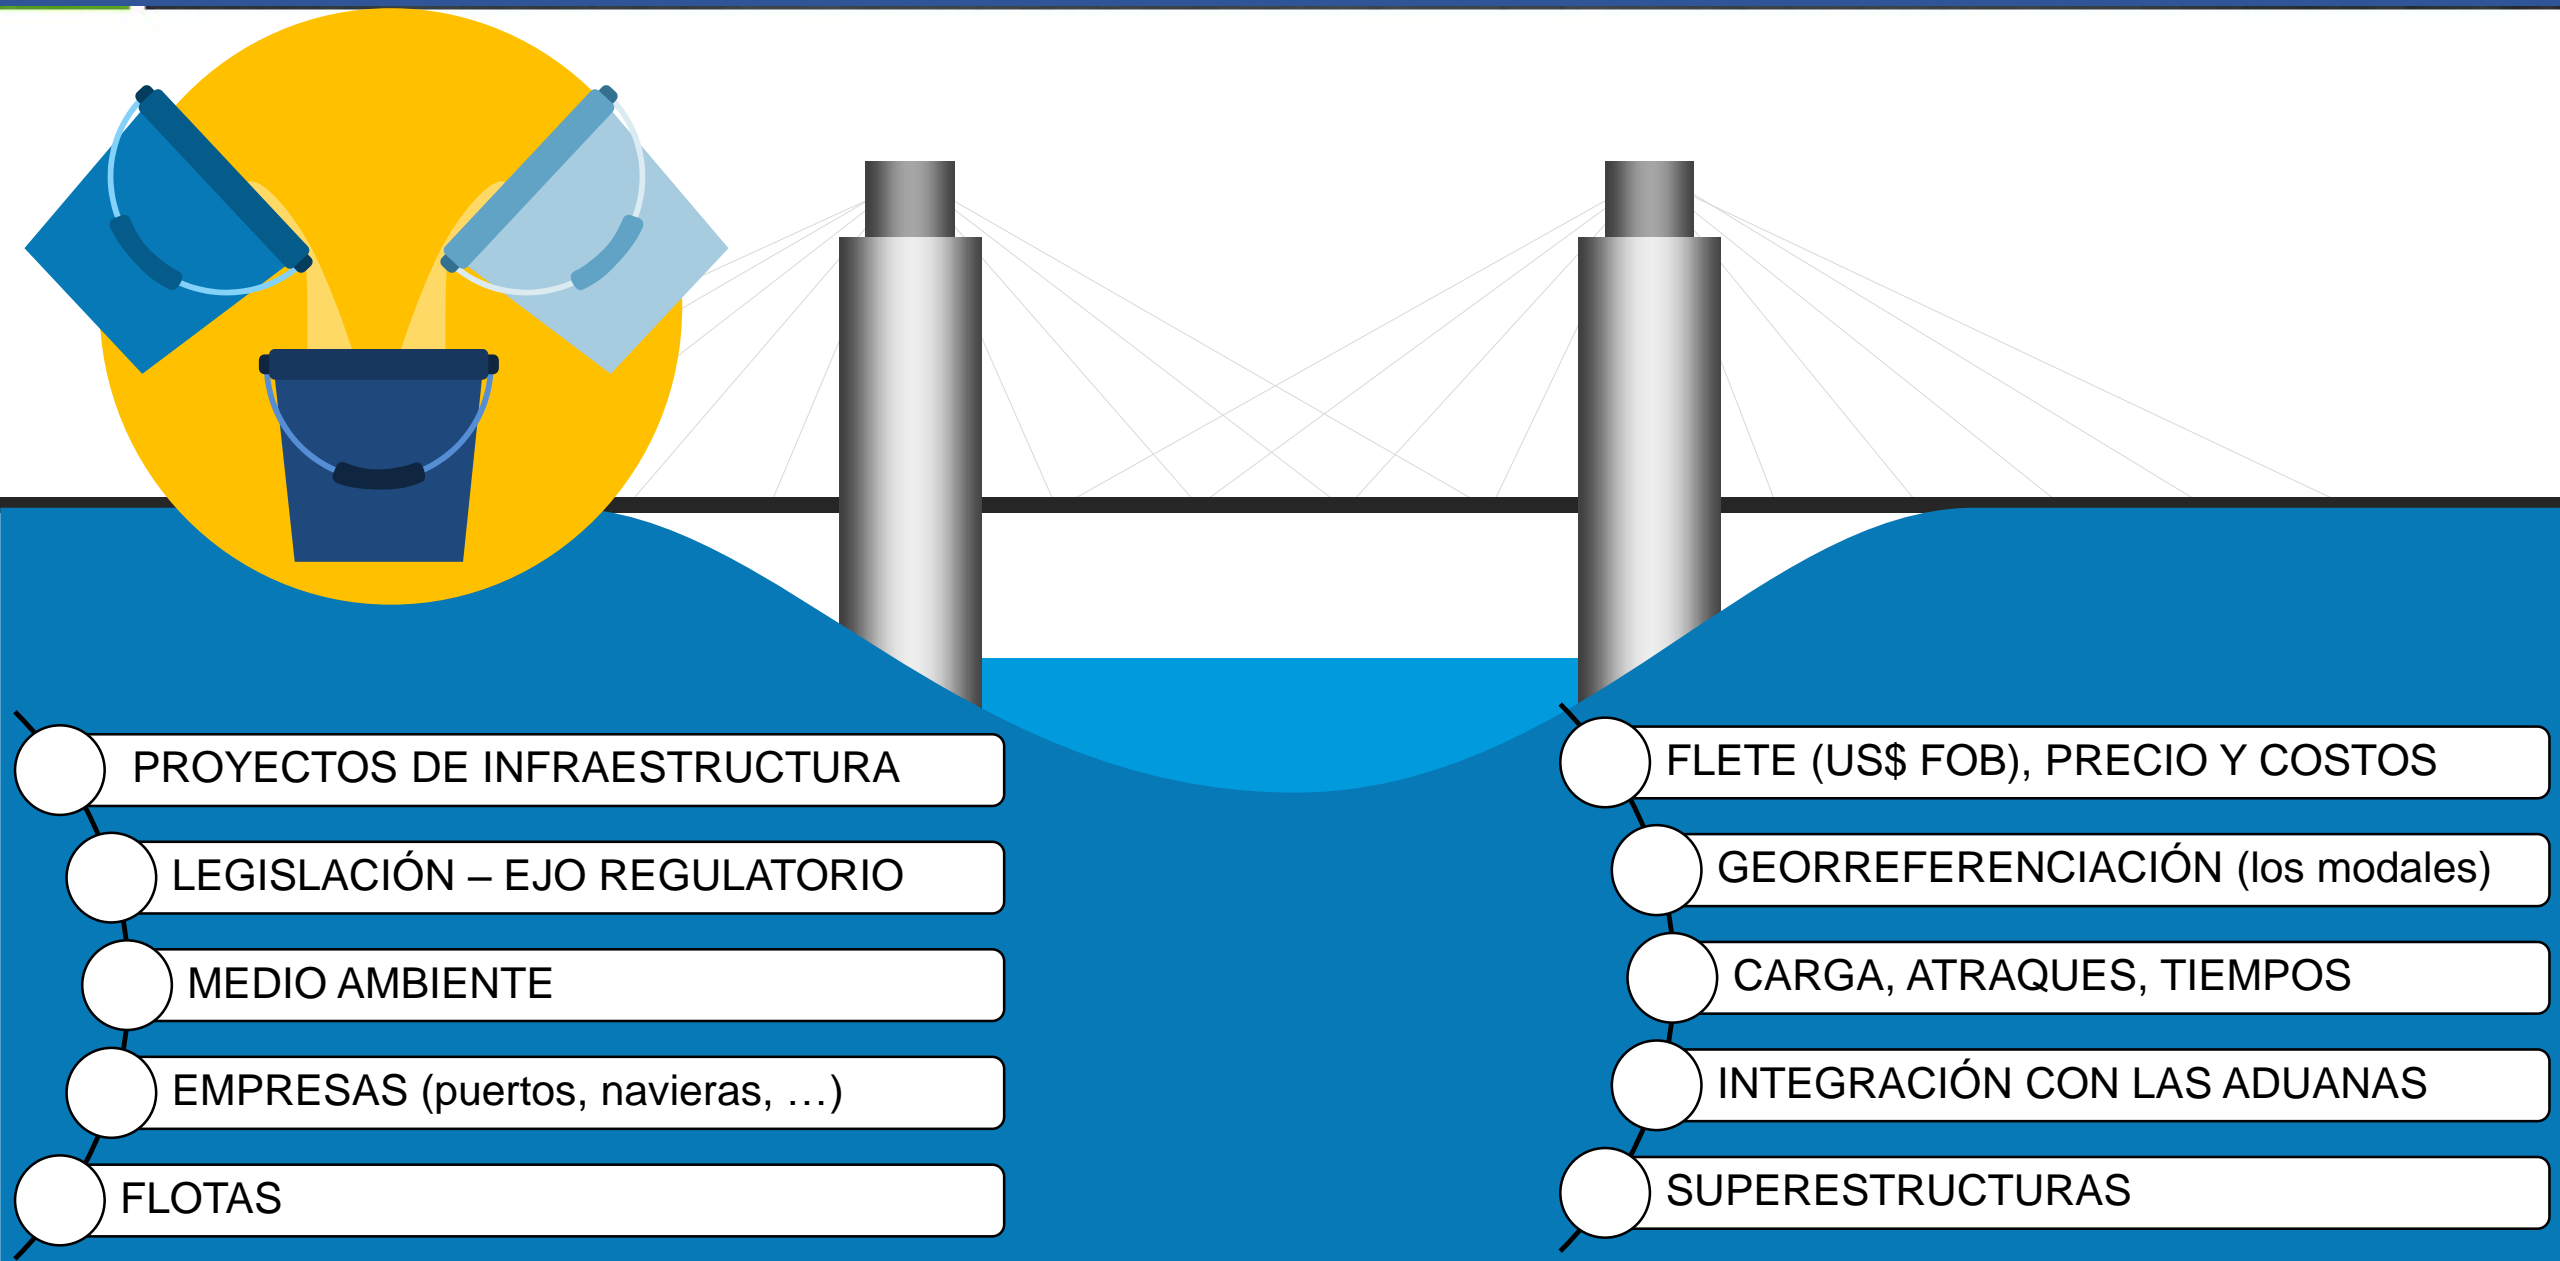 PROYECTOS DE INFRAESTRUCTURA
LEGISLACIÓN – EJO REGULATORIO
MEDIO AMBIENTE
EMPRESAS (puertos, navieras, …)
FLOTAS
FLETE (US$ FOB), PRECIO Y COSTOS
GEORREFERENCIACIÓN (los modales)
CARGA, ATRAQUES, TIEMPOS
INTEGRACIÓN CON LAS ADUANAS
SUPERESTRUCTURAS